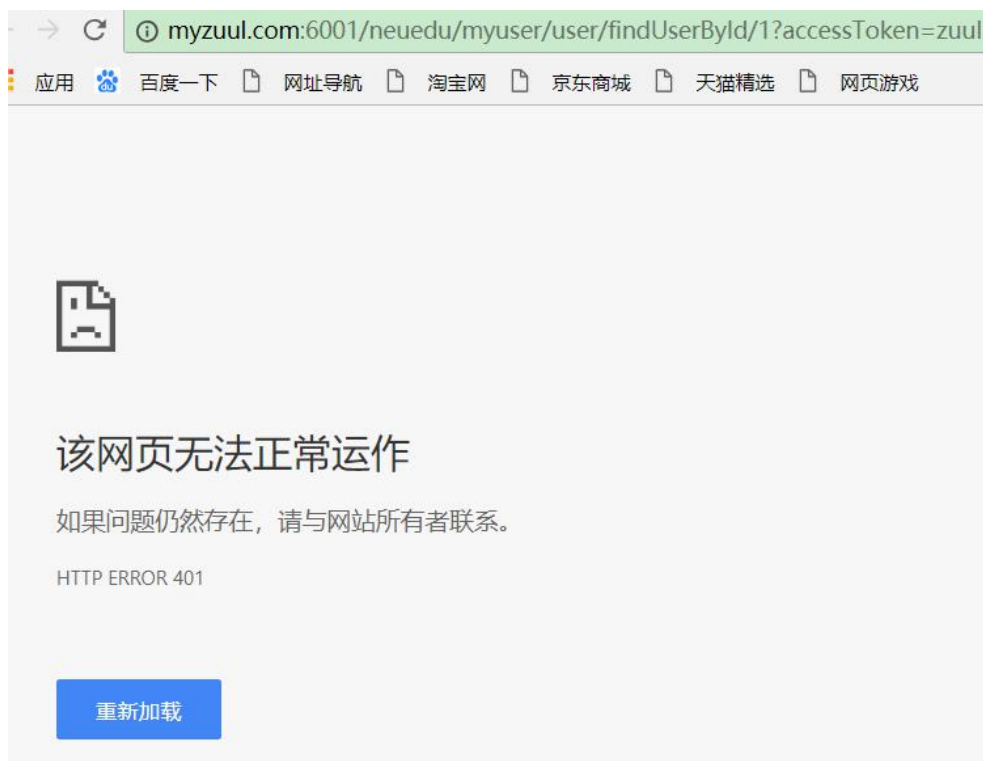 myzuul.com:6001/neuedu/myuser/user/findUserById/1?accessToken=zuul
应用 百度一下 网址导航 淘宝网 京东商城 天猫精选 网页游戏
该网页无法正常运作
如果问题仍然存在，请与网站所有者联系。
HTTP ERROR 401
重新加载